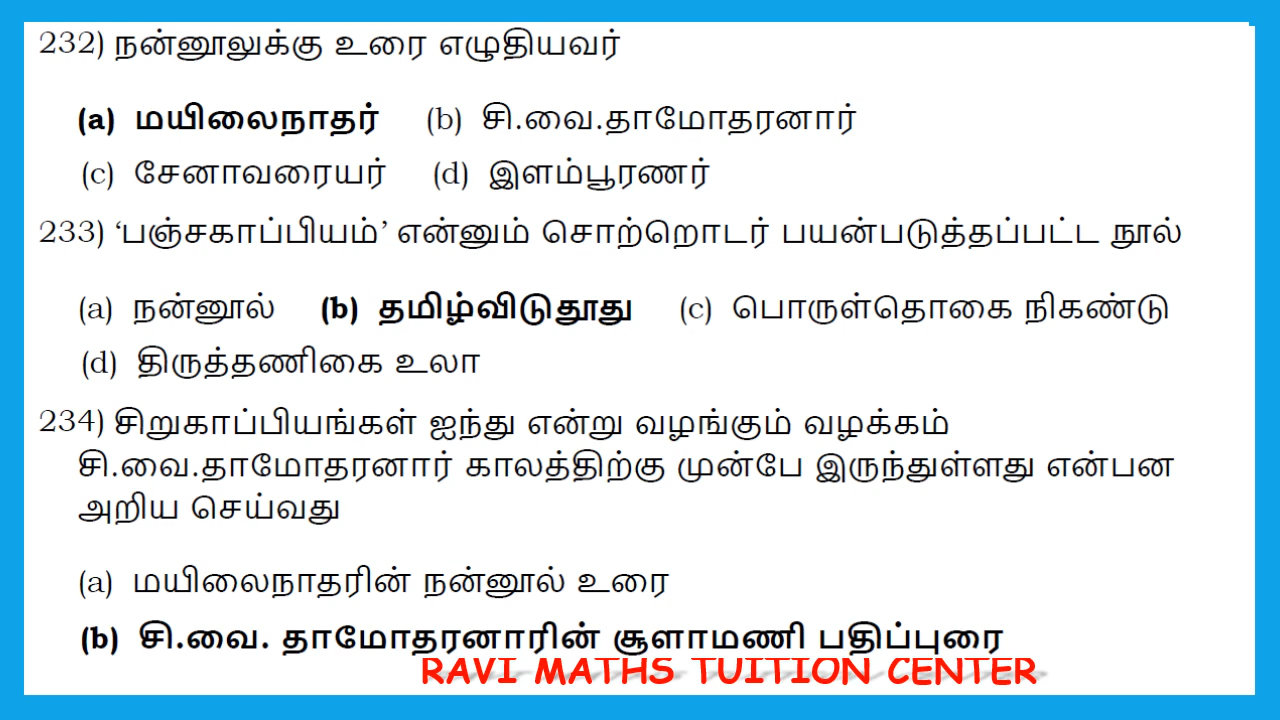 232) நன்னூலுக்கு உரை எழுதியவர்
(a) மயிலைநாதர் (b) சி.வை.தாமோதரனார்
(c) சேனாவரையர் (d) இளம்பூரணர்
233) ‘பஞ்சகாப்பியம்’ என்னும் சொற்றொடர் பயன்படுத்தப்பட்ட நூல்
(a) நன்னூல் (b) தமிழ்விடுதூது (c) பொருள்தொகை நிகண்டு
(d) திருத்தணிகை உலா
234) சிறுகாப்பியங்கள் ஐந்து என்று வழங்கும் வழக்கம்
சி.வை.தாமோதரனார் காலத்திற்கு முன்பே இருந்துள்ளது என்பன
அறிய செய்வது
(a) மயிலைநாதரின் நன்னூல் உரை
(b) சி.வை. தாமோதரனாரின் சூளாமணி பதிப்புரை
RAVI MATHS TUITION CENTER